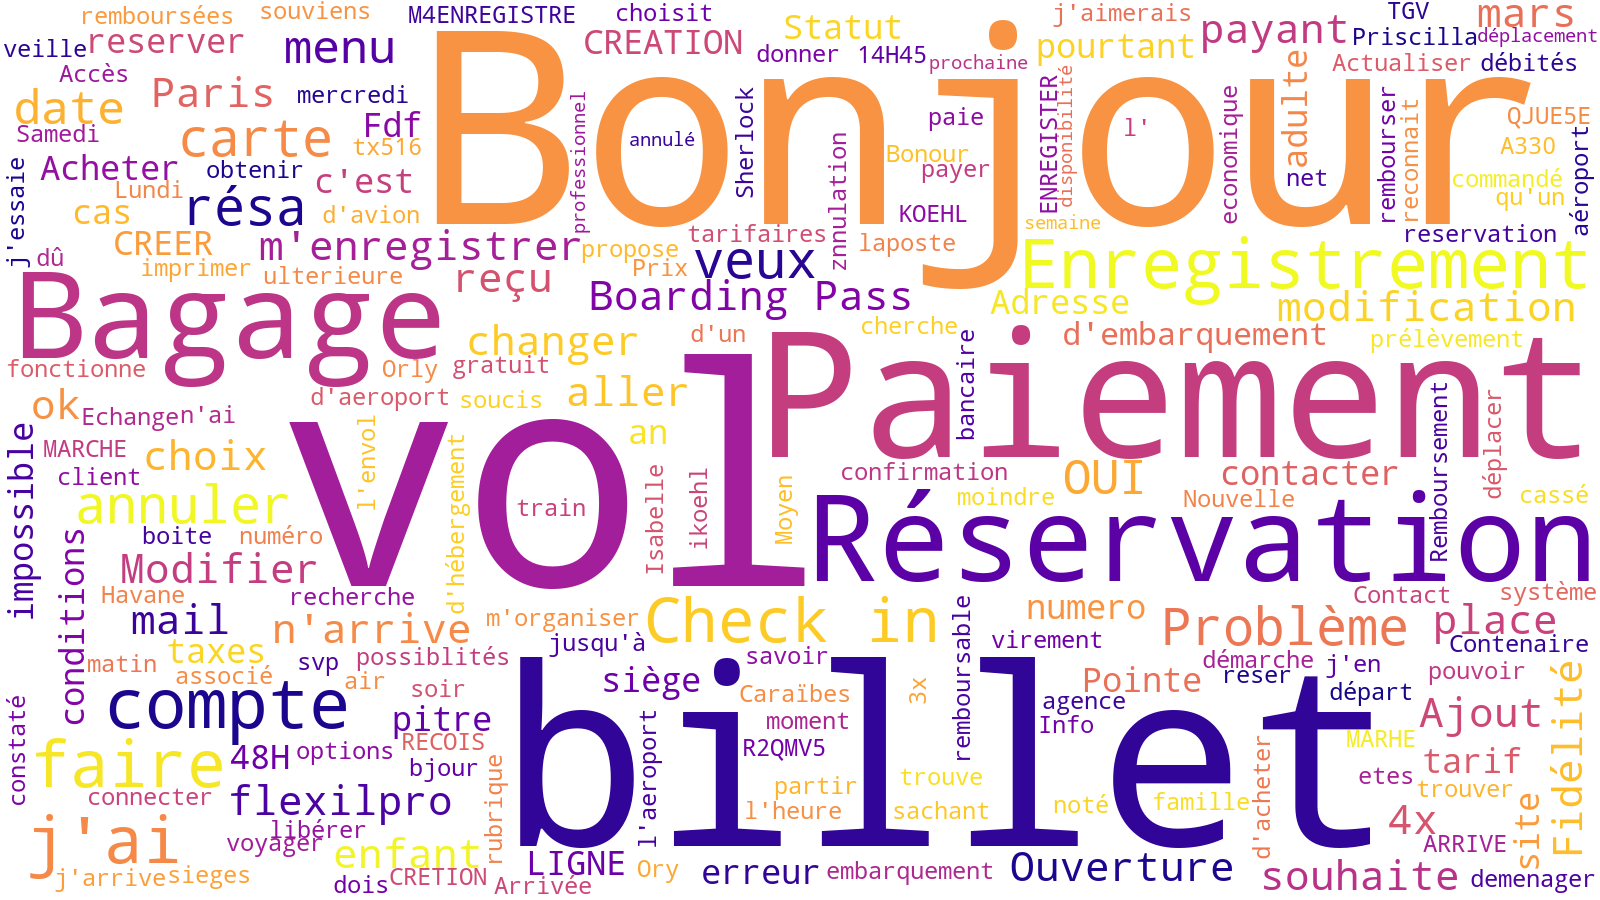 remboursées
souviens
M4ENREGISTRE
choisit
j'aimerais
TGV
mars
veille
reserver
menu
CREATION
Statut
donner
14H45
pourtant
payant
Priscilla
déplacement
Accès
Bonjour
prochaine
Actualiser
débités
date
Paris
mercredi
carte
Fdf
Samedi
tx516
annulé
professionnel
Sherlock
paie
l'
ENREGISTER
disponibilité
economique
adulte
rembourser
reconnait
QJUE5E
A330
aéroport
Acheter
obtenir
c'est
znnulation
Bonour
payer
net
commandé
qu'un
Lundi
j'essaie
cas
résa
d'avion
KOEHL
semaine
CREER
m'enregistrer
propose
tarifaires
laposte
reservation
dû
imprimer
ulterieure
reçu
Prix
veux
Enregistrement
Bagage
Boarding Pass
Adresse
modification
changer
d'un
cherche
d'embarquement
prélèvement
fonctionne
Orly
gratuit
Paiement
bancaire
vol
d'aeroport
soucis
aller
ok
Echange
n'ai
l'envol
an
Remboursement
déplacer
impossible
MARCHE
choix
d'hébergement
confirmation
OUI
contacter
client
Isabelle
ikoehl
Moyen
moindre
Nouvelle
cassé
annuler
train
Réservation
boite
numéro
conditions
Modifier
Havane
recherche
Contact
système
mail
n'arrive
m'organiser
Check in
remboursable
numero
Problème
place
jusqu'à
virement
Contenaire
taxes
matin
associé
svp
possiblités
savoir
démarche
j'en
air
soir
siège
billet
Caraïbes
3x
Pointe
reser
départ
pouvoir
Fidélité
compte
pitre
moment
agence
Info
Ajout
constaté
faire
48H
options
RECOIS
bjour
l'aeroport
R2QMV5
MARHE
tarif
connecter
flexilpro
rubrique
partir
trouve
etes
trouver
l'heure
sachant
noté
famille
d'acheter
j'ai
libérer
voyager
4x
site
ARRIVE
enfant
LIGNE
Ory
erreur
embarquement
Ouverture
souhaite
demenager
j'arrive
sieges
dois
CRETION
Arrivée